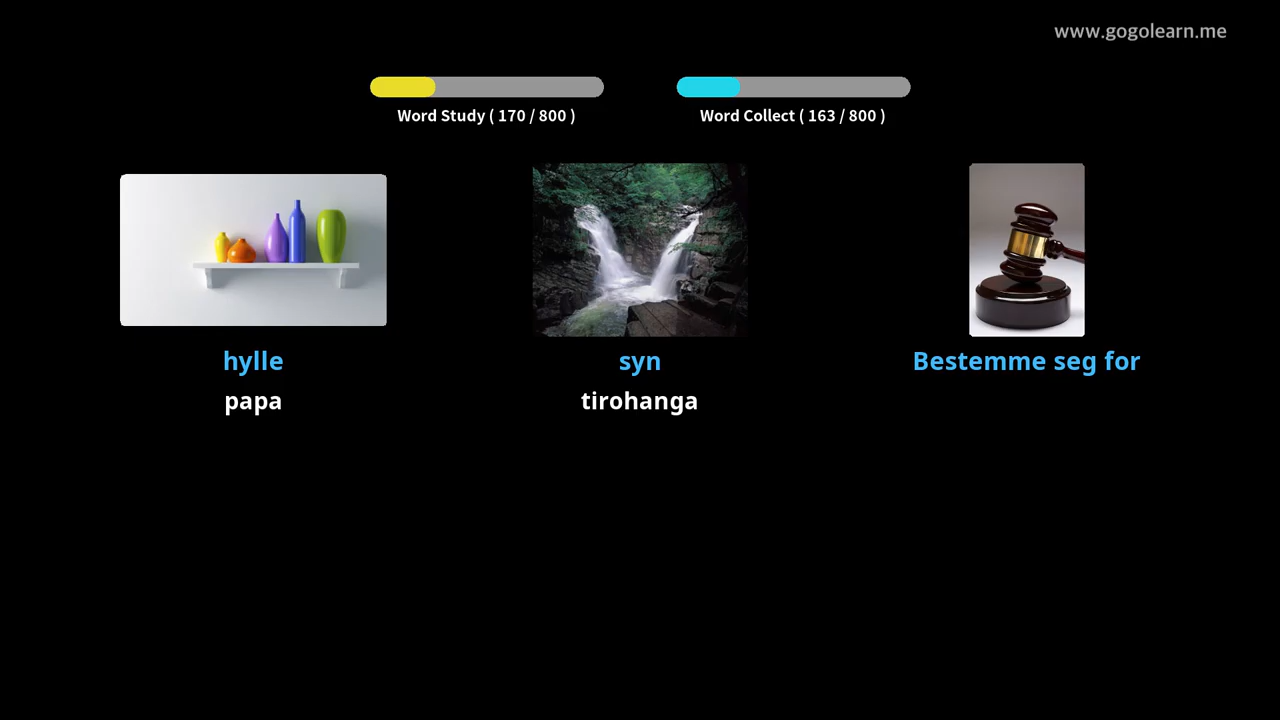 www.gogolearn.me
Word Study ( 170 / 800 )
Word Collect ( 163 / 800 )
hylle
syn
Bestemme seg for
papa
tirohanga